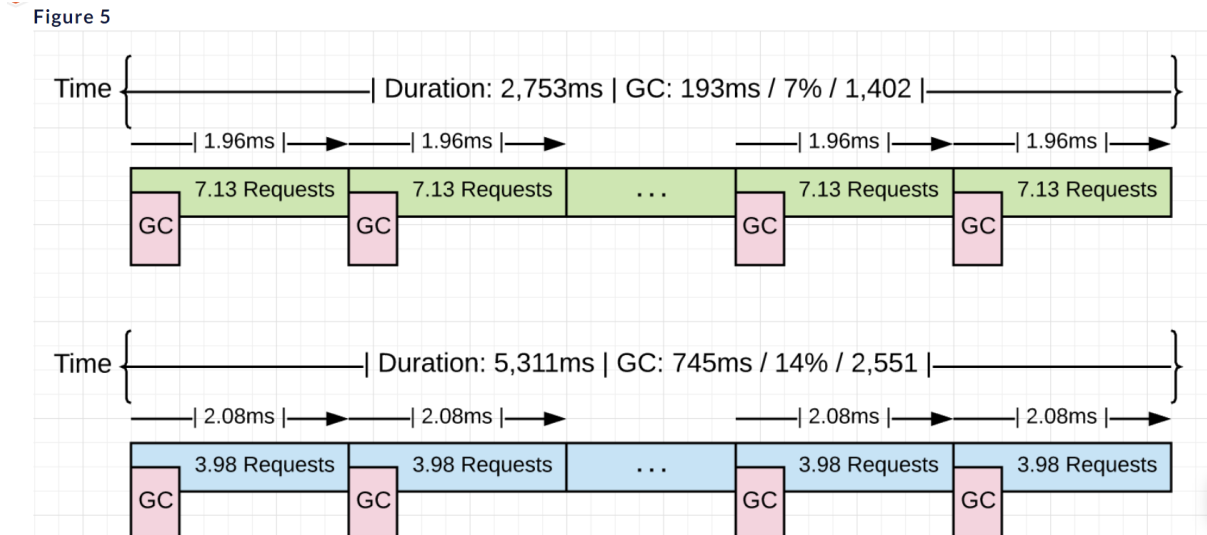 Figure 5
Time | Duration: 2,753ms | GC: 193ms / 7% / 1,402 |
| 1.96ms | | 1.96ms | | 1.96ms | | 1.96ms |
7.13 Requests 7.13 Requests ... 7.13 Requests 7.13 Requests
GC GC GC GC
Time | Duration: 5,311ms | GC: 745ms / 14% / 2,551 |
| 2.08ms | | 2.08ms | | 2.08ms | | 2.08ms |
3.98 Requests 3.98 Requests ... 3.98 Requests 3.98 Requests
GC GC GC GC